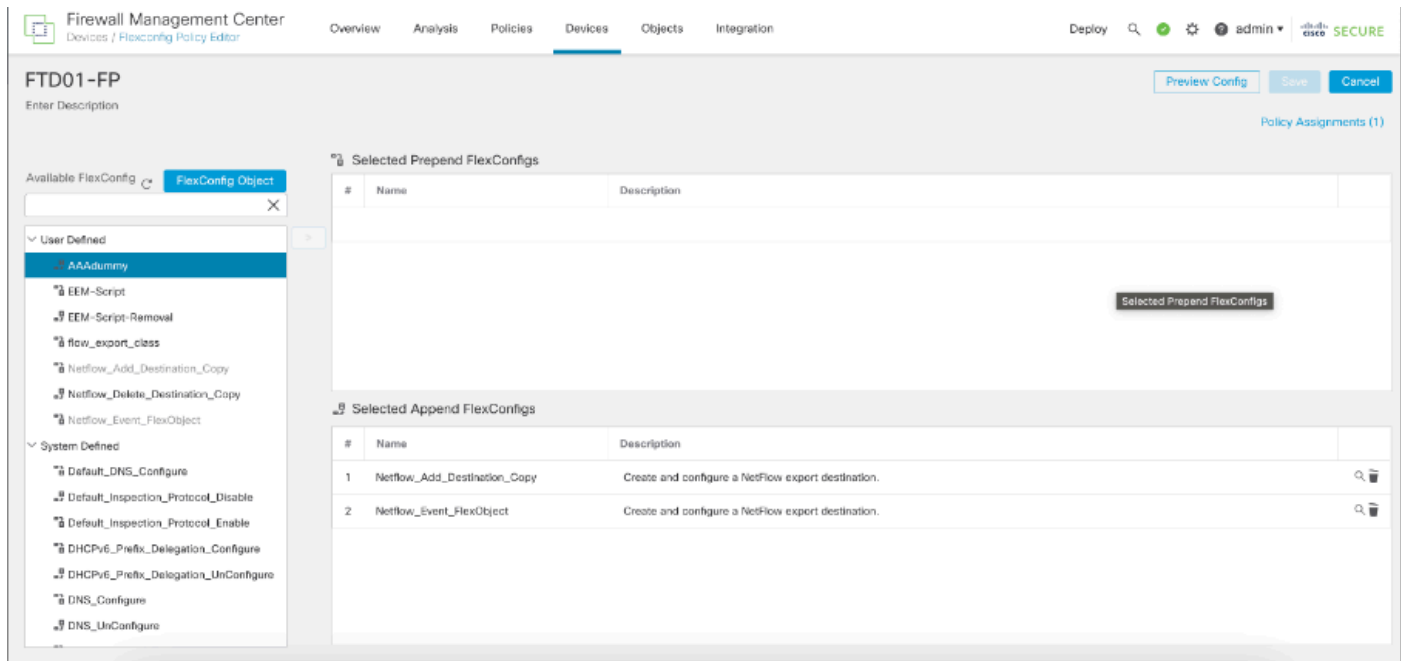 Firewall Management Center
Devices / Flexconfig Policy Editor
Overview
Analysis
Policies
Devices
Objects
Integration
Deploy
admin
cisco SECURE
FTD01-FP
Enter Description
Preview Config
Save
Cancel
Policy Assignments (1)
Available FlexConfig
FlexConfig Object
User Defined
AAAdummy
EEM-Script
EEM-Script-Removal
flow_export_class
Netflow_Add_Destination_Copy
Netflow_Delete_Destination_Copy
Netflow_Event_FlexObject
System Defined
Default_DNS_Configure
Default_Inspection_Protocol_Disable
Default_Inspection_Protocol_Enable
DHCPv6_Prefix_Delegation_Configure
DHCPv6_Prefix_Delegation_UnConfigure
DNS_Configure
DNS_UnConfigure
Selected Prepend FlexConfigs
# Name Description
Selected Prepend FlexConfigs
Selected Append FlexConfigs
# Name Description
1 Netflow_Add_Destination_Copy Create and configure a NetFlow export destination.
2 Netflow_Event_FlexObject Create and configure a NetFlow export destination.